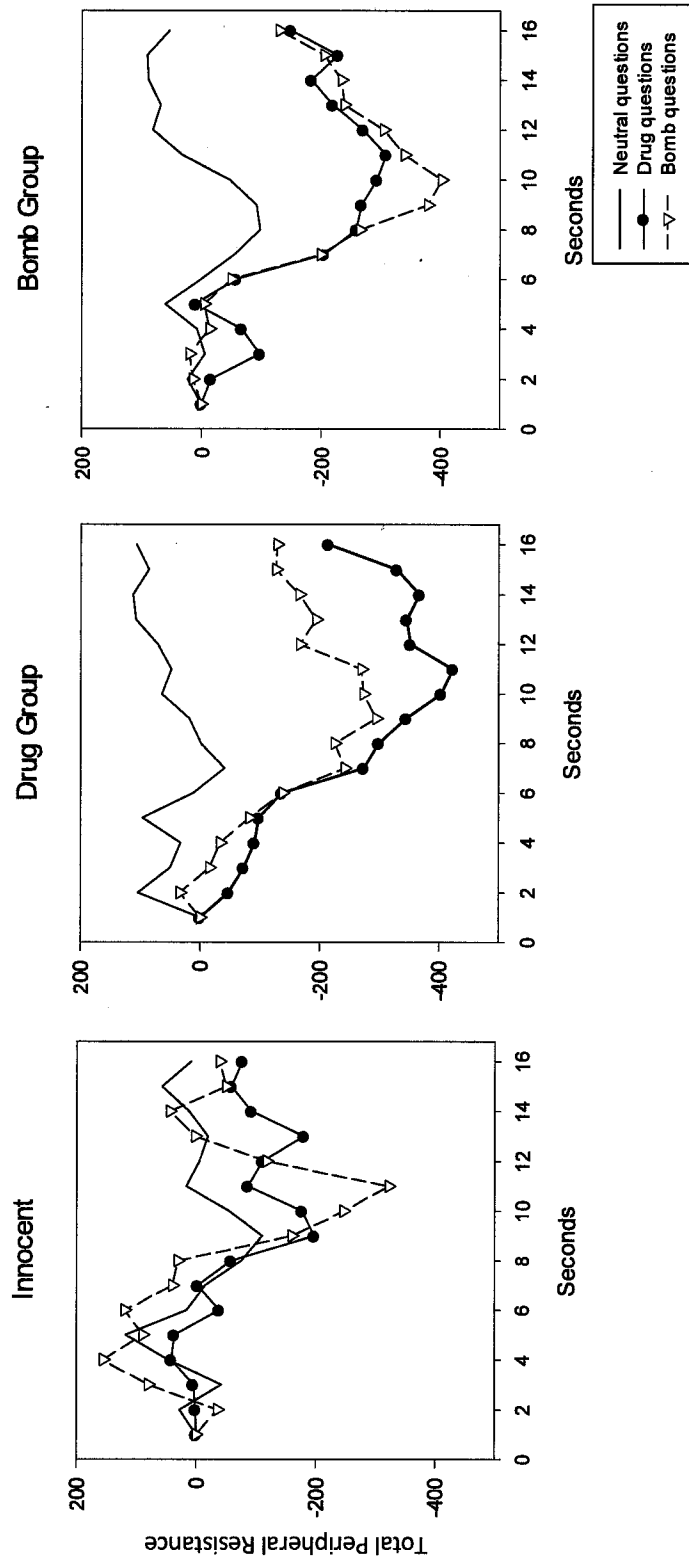 Innocent
Drug Group
Bomb Group
Total Peripheral Resistance
200
0
-200
-400
0 2 4 6 8 10 12 14 16
Seconds
200
0
-200
-400
0 2 4 6 8 10 12 14 16
Seconds
200
0
-200
-400
0 2 4 6 8 10 12 14 16
Seconds
Neutral questions
Drug questions
Bomb questions